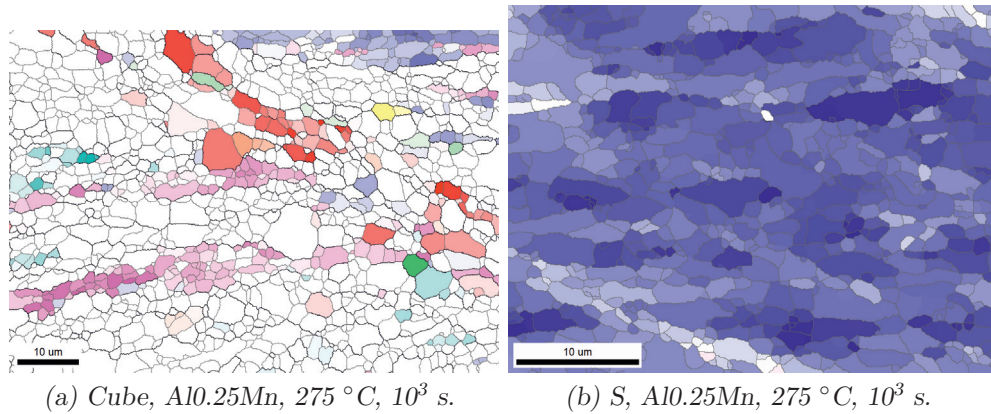 10 um
10 um
(a) Cube, Al0.25Mn, 275 °C, 10³ s.
(b) S, Al0.25Mn, 275 °C, 10³ s.